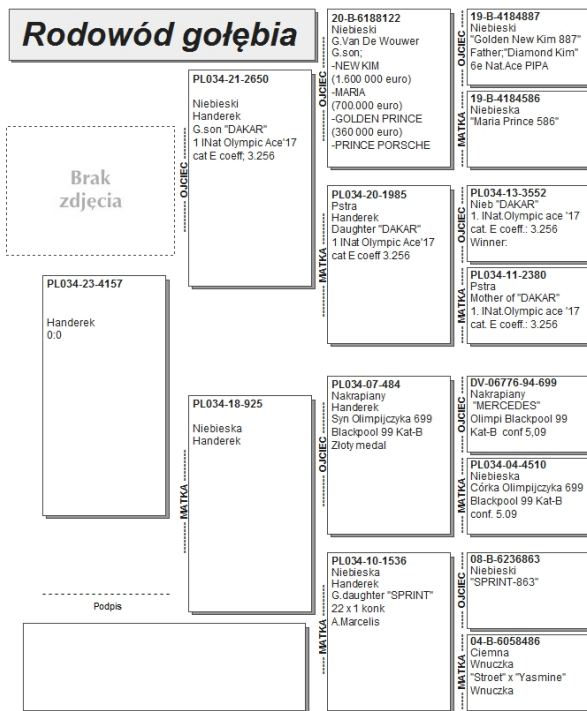 Rodowód gołębia
Brak
zdjęcia
PL034-23-4157
Handerek
0:0
Podpis
OJCIEC
PL034-21-2650
Niebieski
Handerek
G.son "DAKAR"
1 INat Olympic Ace'17
cat E coeff; 3.256
MATKA
PL034-18-925
Niebieska
Handerek
OJCIEC
20-B-6188122
Niebieski
G.Van De Wouwer
G.son;
-NEW KIM
(1.600 000 euro)
-MARIA
(700.000 euro)
-GOLDEN PRINCE
(360 000 euro)
-PRINCE PORSCHE
MATKA
PL034-20-1985
Pstra
Handerek
Daughter "DAKAR"
1 INat Olympic Ace'17
cat E coeff 3.256
OJCIEC
PL034-07-484
Nakrapiany
Handerek
Syn Olimpijczyka 699
Blackpool 99 Kat-B
Złoty medal
MATKA
PL034-10-1536
Niebieska
Handerek
G.daughter "SPRINT"
22 x 1 konk
A.Marcelis
OJCIEC
19-B-4184887
Niebieski
"Golden New Kim 887"
Father;"Diamond Kim"
6e Nat.Ace PIPA
MATKA
19-B-4184586
Niebieska
"Maria Prince 586"
OJCIEC
PL034-13-3552
Nieb "DAKAR"
1. INat.Olympic ace '17
cat. E coeff.: 3.256
Winner:
MATKA
PL034-11-2380
Pstra
Mother of "DAKAR"
1. INat.Olympic ace '17
cat. E coeff.: 3.256
OJCIEC
DV-06776-94-699
Nakrapiany
"MERCEDES"
Olimpi Blackpool 99
Kat-B  conf 5,09
MATKA
PL034-04-4510
Niebieska
Córka Olimpijczyka 699
Blackpool 99 Kat-B
conf. 5.09
OJCIEC
08-B-6236863
Niebieski
"SPRINT-863"
MATKA
04-B-6058486
Ciemna
Wnuczka
"Stroet" x "Yasmine"
Wnuczka